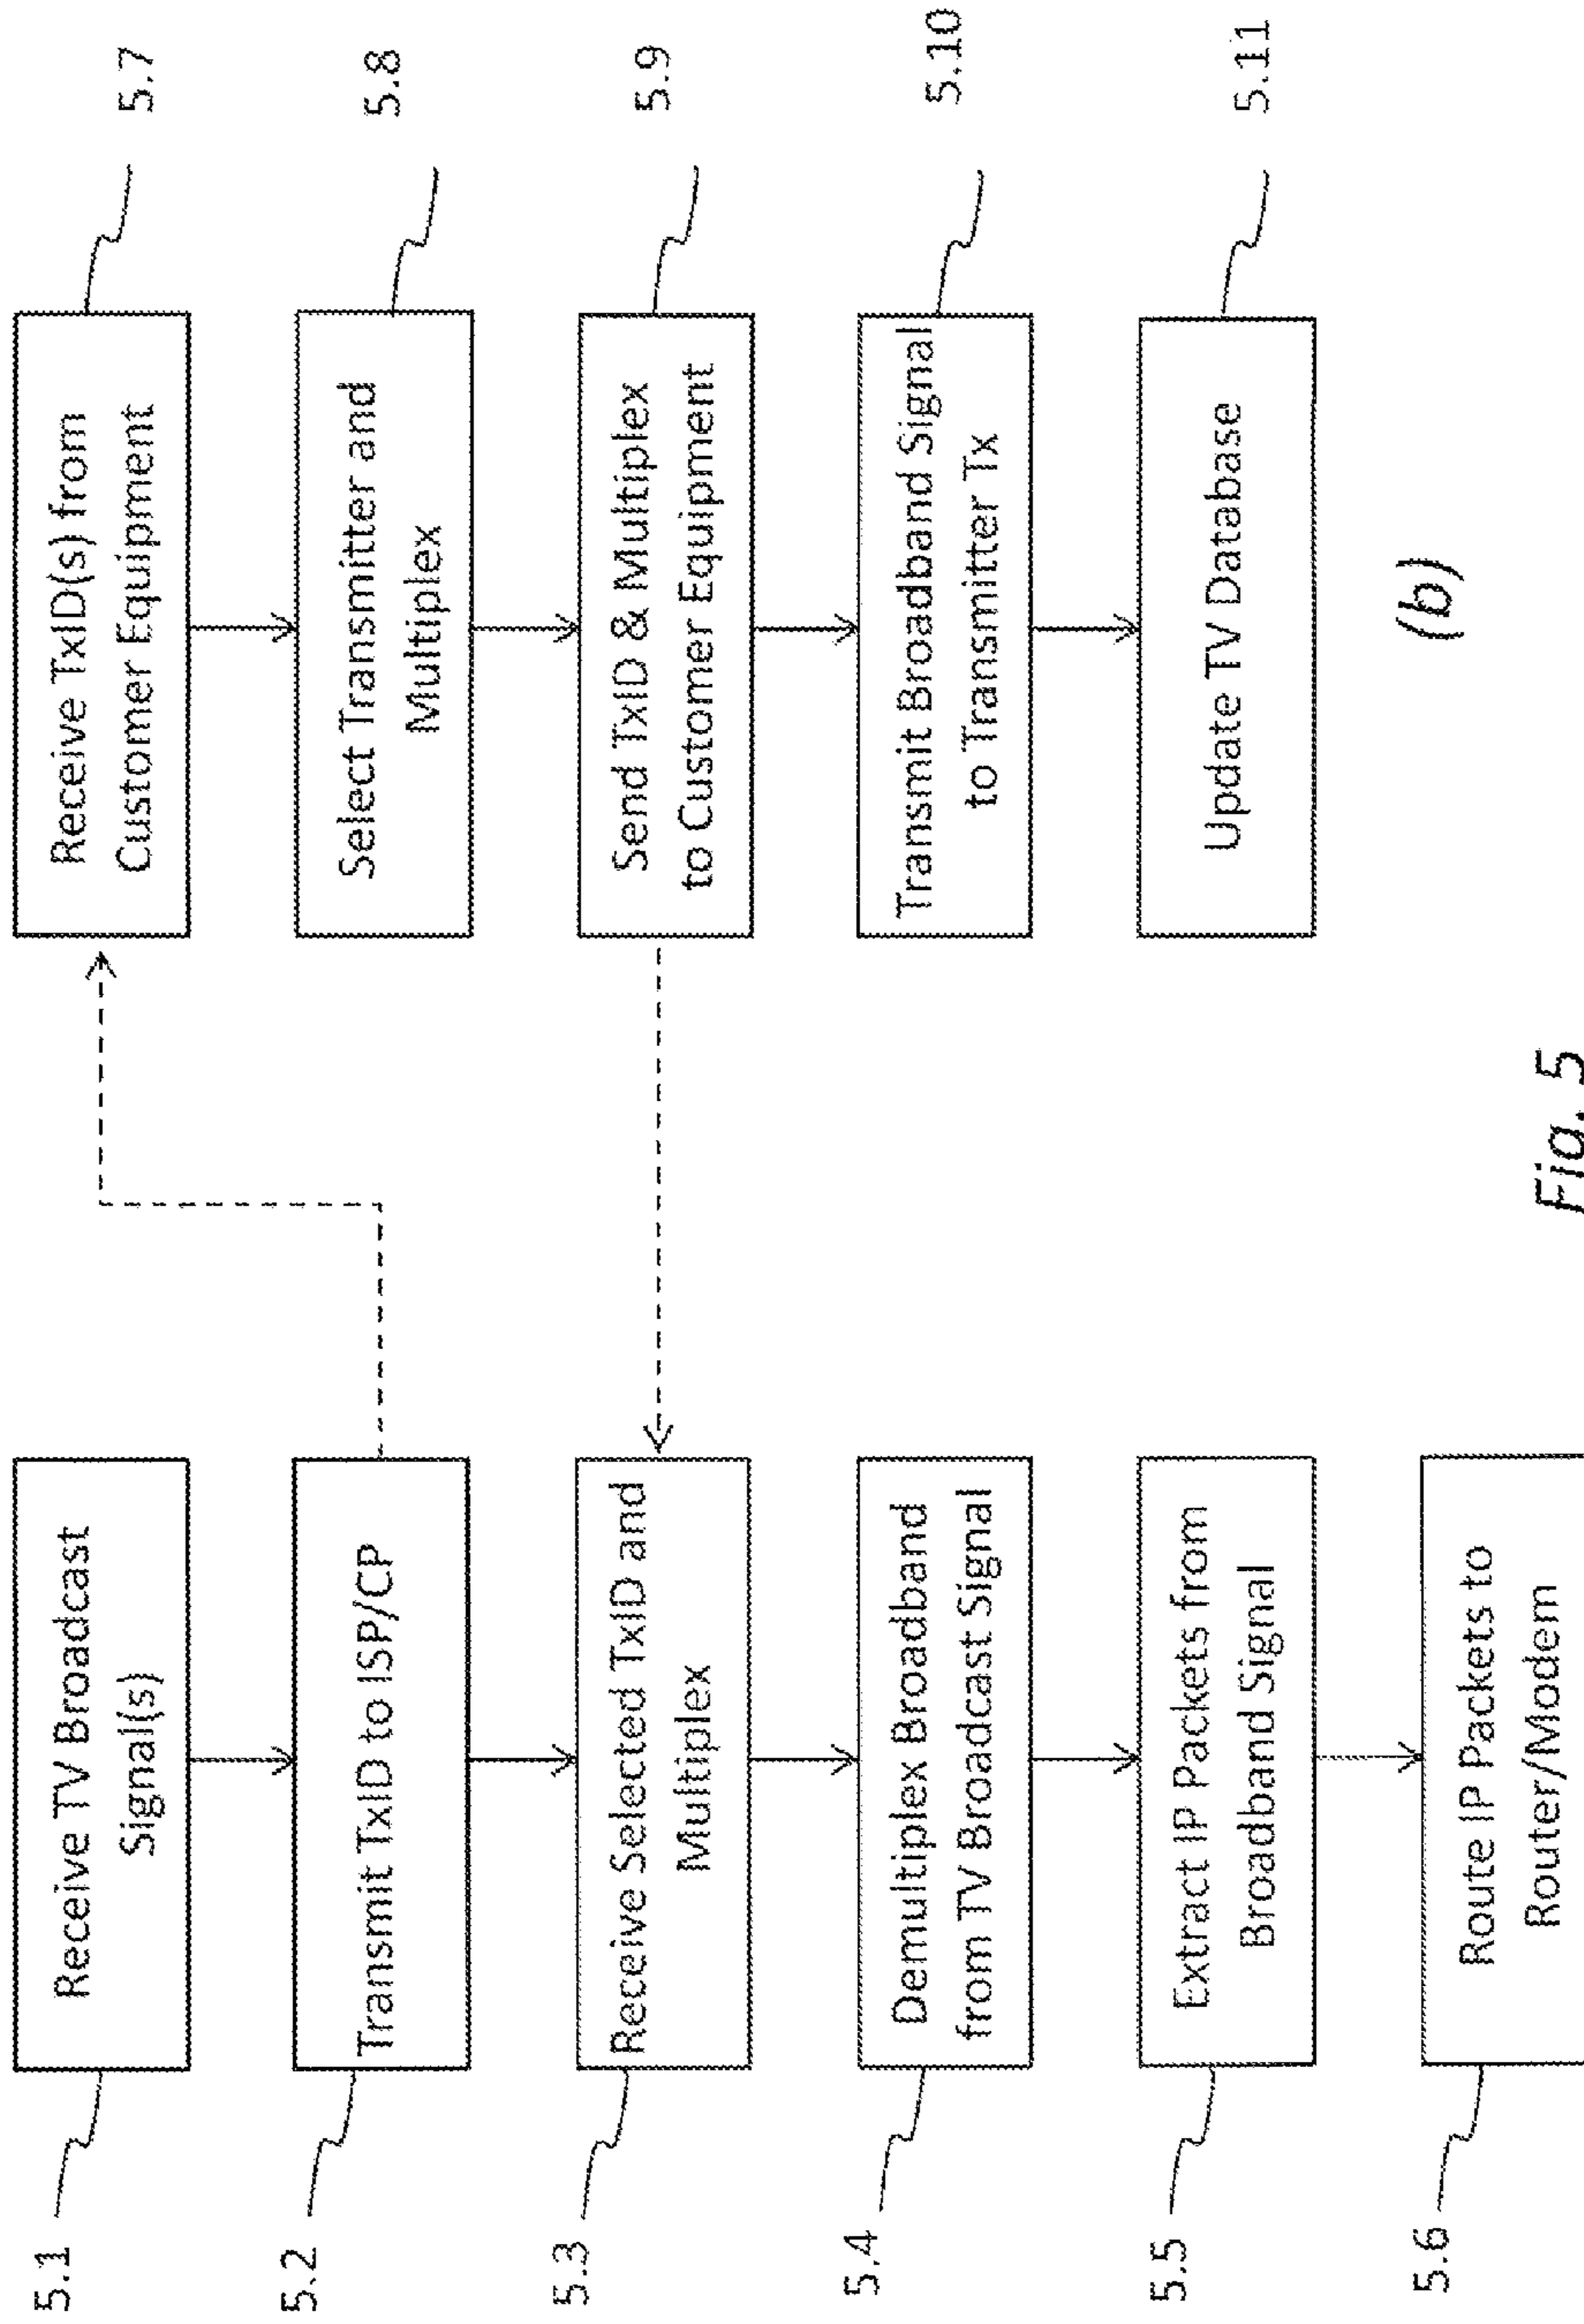 5.1
Receive TV Broadcast
Signal(s)
5.2
Transmit TxID to ISP/CP
5.3
Receive Selected TxID and
Multiplex
5.4
Demultiplex Broadband
from TV Broadcast Signal
5.5
Extract IP Packets from
Broadband Signal
5.6
Route IP Packets to
Router/Modem
Receive TxID(s) from
Customer Equipment
5.7
Select Transmitter and
Multiplex
5.8
Send TxID & Multiplex
to Customer Equipment
5.9
Transmit Broadband Signal
to Transmitter Tx
5.10
Update TV Database
5.11
(b)
Fig. 5